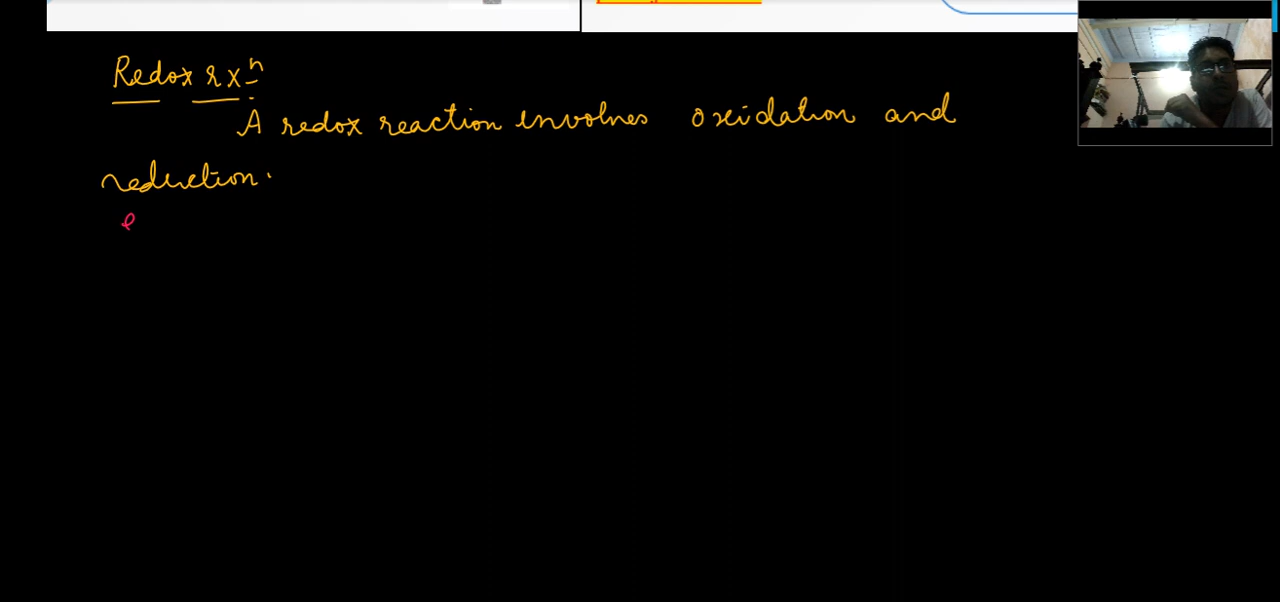 Redox rxn
A redox reaction involves oxidation and
reduction.